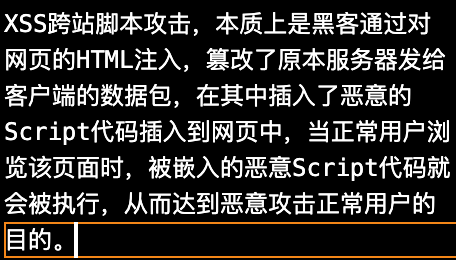 XSS跨站脚本攻击，本质上是黑客通过对
网页的HTML注入，篡改了原本服务器发给
客户端的数据包，在其中插入了恶意的
Script代码插入到网页中，当正常用户浏
览该页面时，被嵌入的恶意Script代码就
会被执行，从而达到恶意攻击正常用户的
目的。